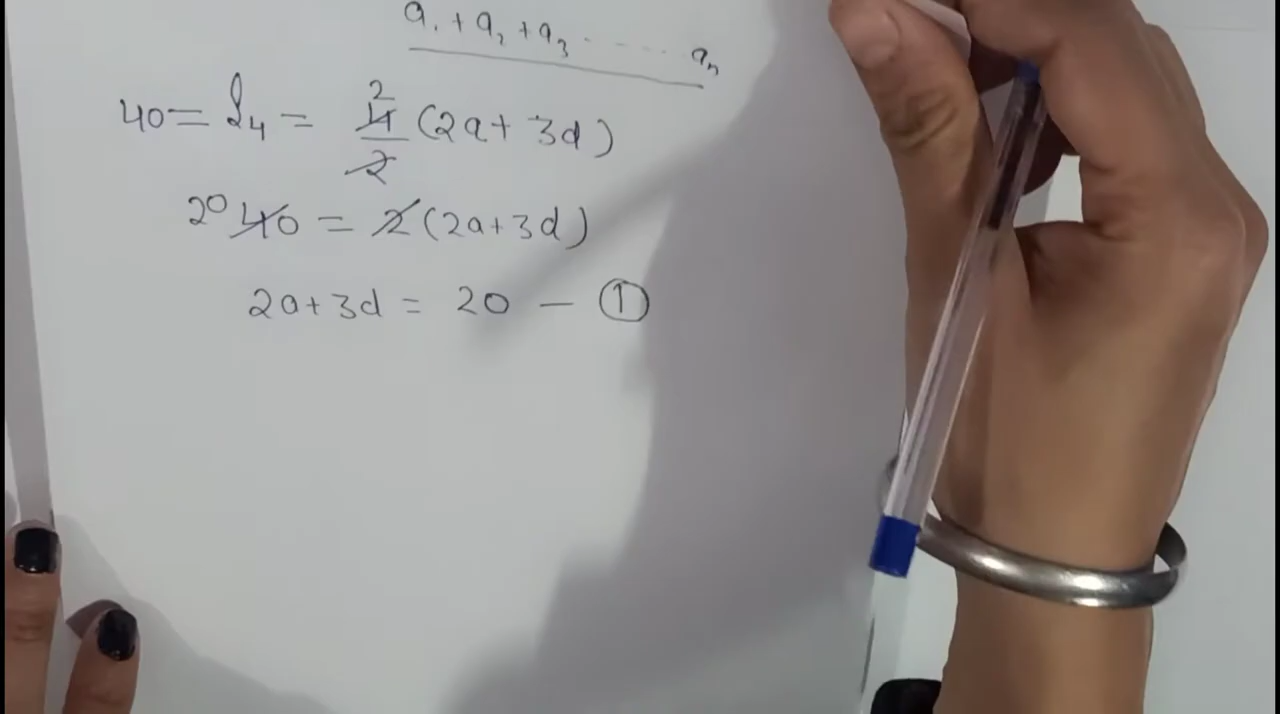 a₁ + a₂ + a₃ ...... aₙ
40 = S₄ = 2 4/2 (2a + 3d)
20 40 = 2 (2a+3d)
2a+3d = 20 — ①